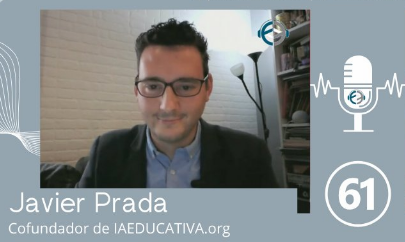 Javier Prada
Cofundador de IAEDUCATIVA.org
61